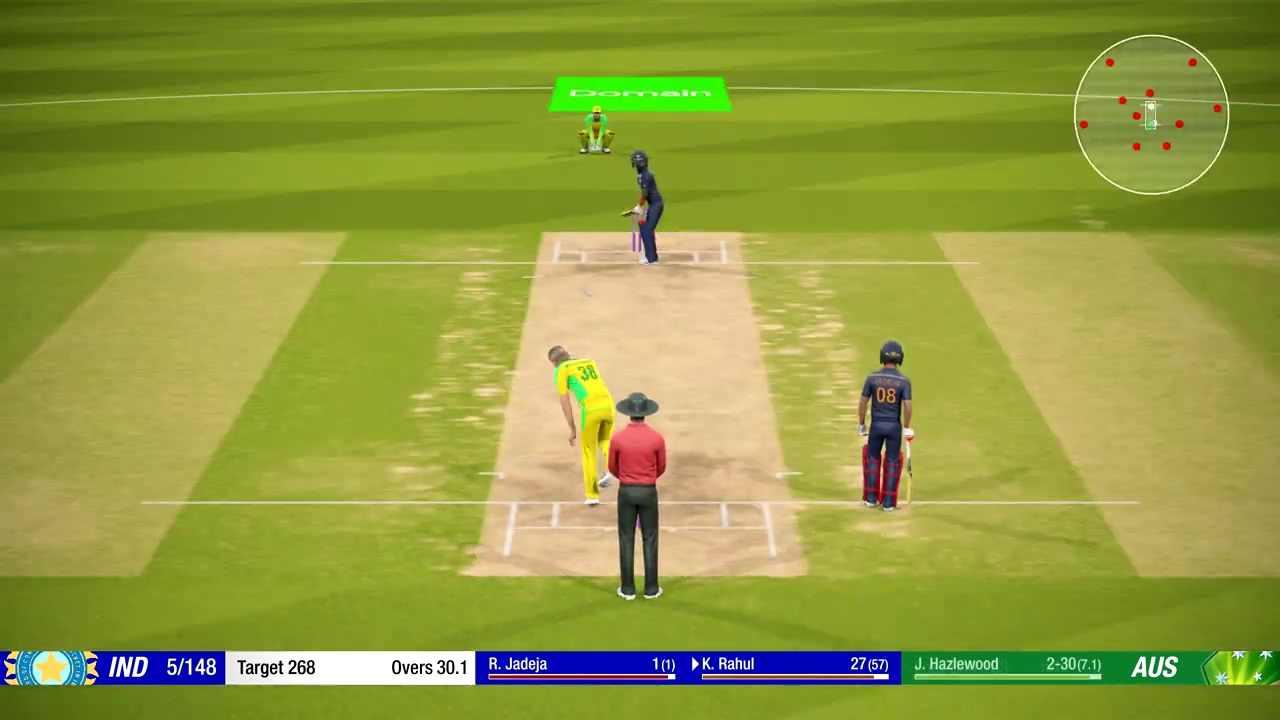 Domain
38
08
IND 5/148 Target 268 Overs 30.1 R. Jadeja 1(1) K. Rahul 27(57) J. Hazlewood 2-30(7.1) AUS